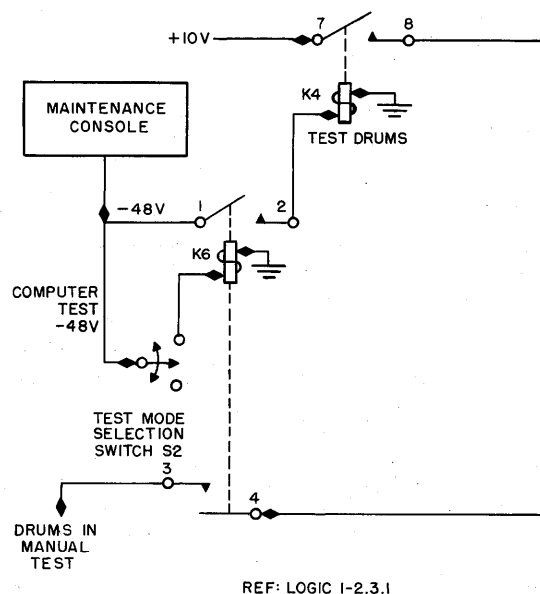 7
8
+10V
K4
MAINTENANCE
CONSOLE
TEST DRUMS
-48V
1
2
K6
COMPUTER
TEST
-48V
TEST MODE
SELECTION
SWITCH S2
3
4
DRUMS IN
MANUAL
TEST
REF: LOGIC 1-2.3.1